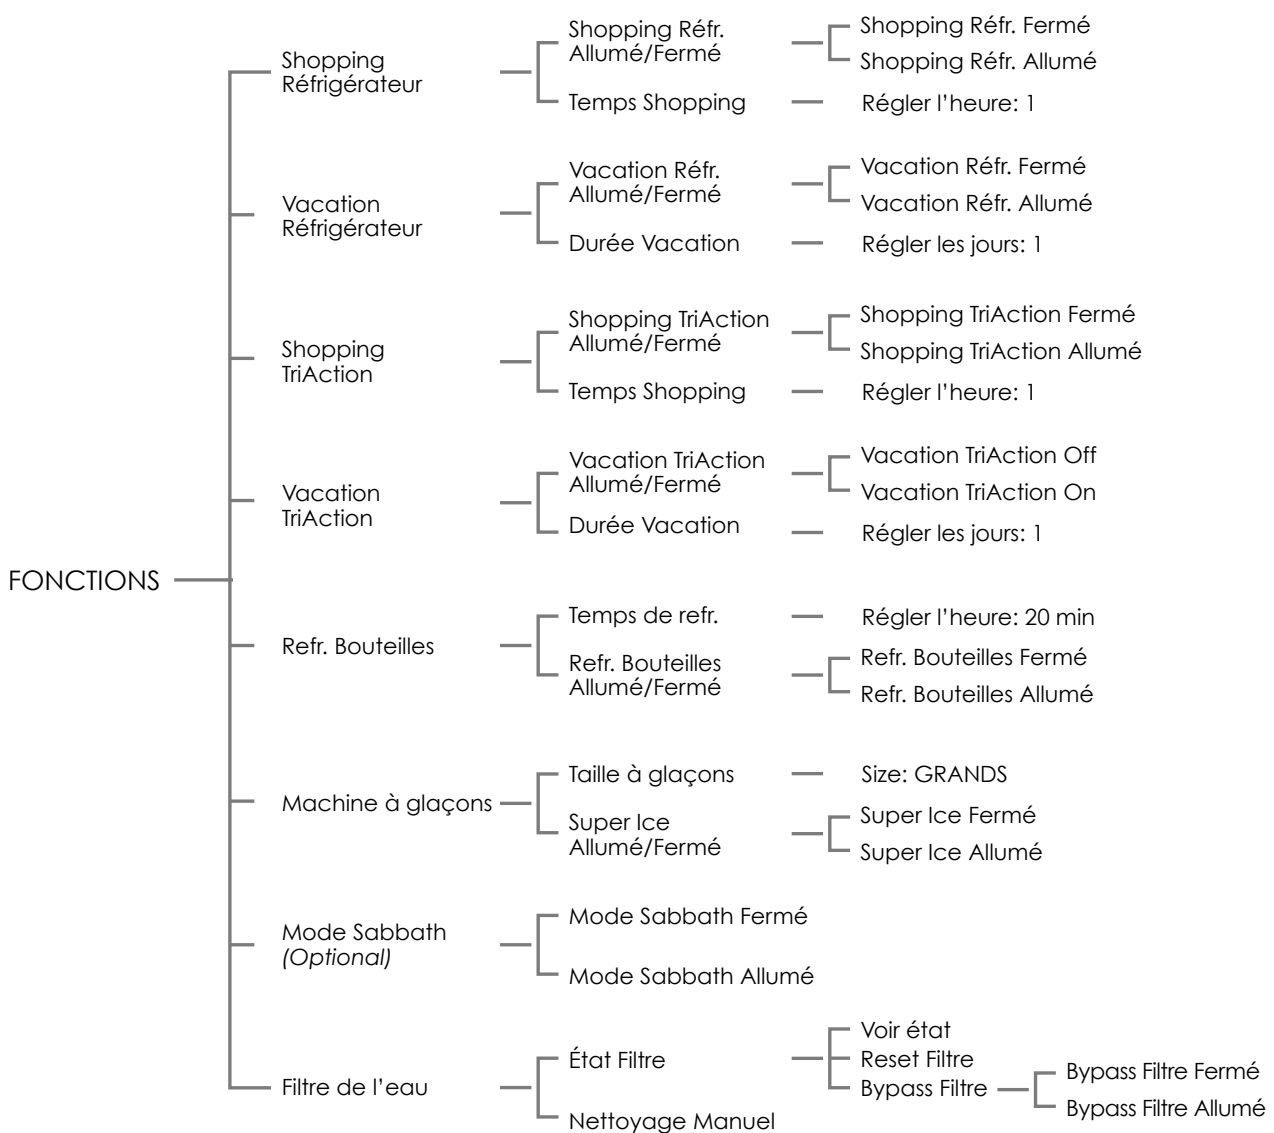 FONCTIONS
Shopping
Réfrigérateur
Shopping Réfr.
Allumé/Fermé
Shopping Réfr. Fermé
Shopping Réfr. Allumé
Temps Shopping
Régler l’heure: 1
Vacation
Réfrigérateur
Vacation Réfr.
Allumé/Fermé
Vacation Réfr. Fermé
Vacation Réfr. Allumé
Durée Vacation
Régler les jours: 1
Shopping
TriAction
Shopping TriAction
Allumé/Fermé
Shopping TriAction Fermé
Shopping TriAction Allumé
Temps Shopping
Régler l’heure: 1
Vacation
TriAction
Vacation TriAction
Allumé/Fermé
Vacation TriAction Off
Vacation TriAction On
Durée Vacation
Régler les jours: 1
Refr. Bouteilles
Temps de refr.
Régler l’heure: 20 min
Refr. Bouteilles
Allumé/Fermé
Refr. Bouteilles Fermé
Refr. Bouteilles Allumé
Machine à glaçons
Taille à glaçons
Size: GRANDS
Super Ice
Allumé/Fermé
Super Ice Fermé
Super Ice Allumé
Mode Sabbath
(Optional)
Mode Sabbath Fermé
Mode Sabbath Allumé
Filtre de l’eau
État Filtre
Voir état
Reset Filtre
Bypass Filtre
Bypass Filtre Fermé
Bypass Filtre Allumé
Nettoyage Manuel